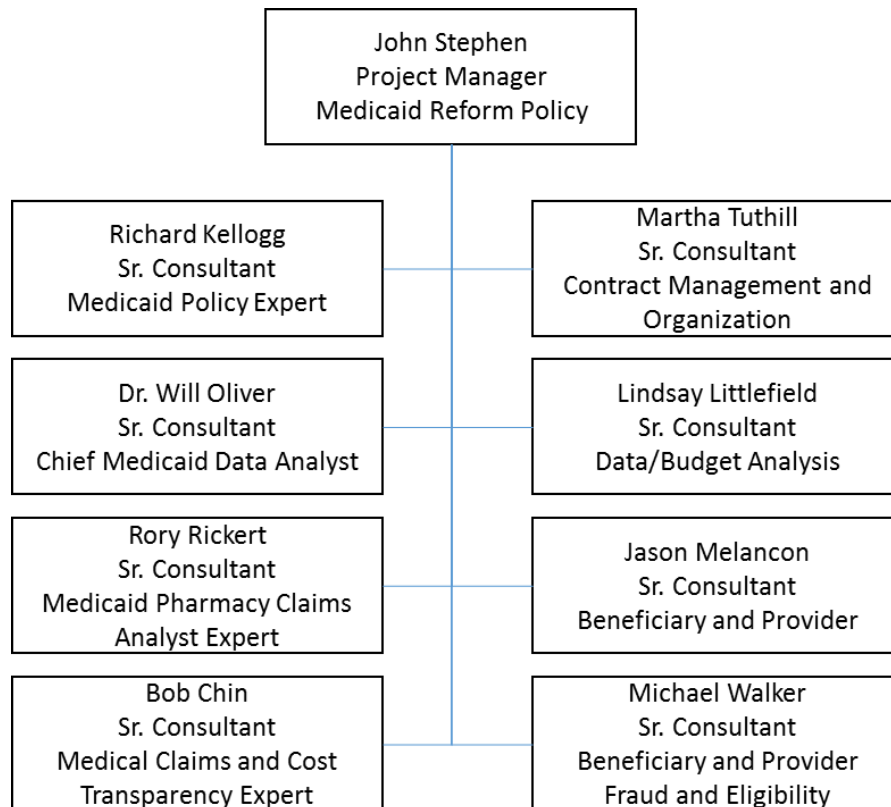 John Stephen
Project Manager
Medicaid Reform Policy
Richard Kellogg
Sr. Consultant
Medicaid Policy Expert
Martha Tuthill
Sr. Consultant
Contract Management and
Organization
Dr. Will Oliver
Sr. Consultant
Chief Medicaid Data Analyst
Lindsay Littlefield
Sr. Consultant
Data/Budget Analysis
Rory Rickert
Sr. Consultant
Medicaid Pharmacy Claims
Analyst Expert
Jason Melancon
Sr. Consultant
Beneficiary and Provider
Bob Chin
Sr. Consultant
Medical Claims and Cost
Transparency Expert
Michael Walker
Sr. Consultant
Beneficiary and Provider
Fraud and Eligibility